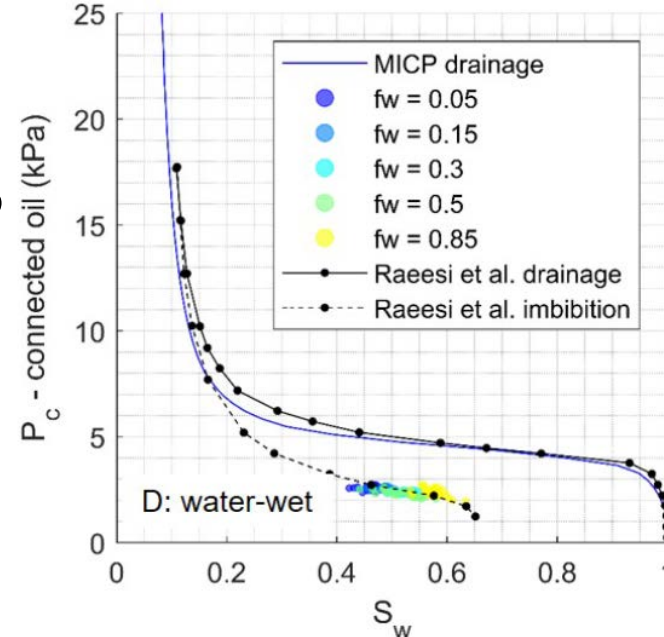 25
20
15
10
5
0
P_c - connected oil (kPa)
MICP drainage
fw = 0.05
fw = 0.15
fw = 0.3
fw = 0.5
fw = 0.85
Raeesi et al. drainage
Raeesi et al. imbibition
D: water-wet
0 0.2 0.4 0.6 0.8
S_w